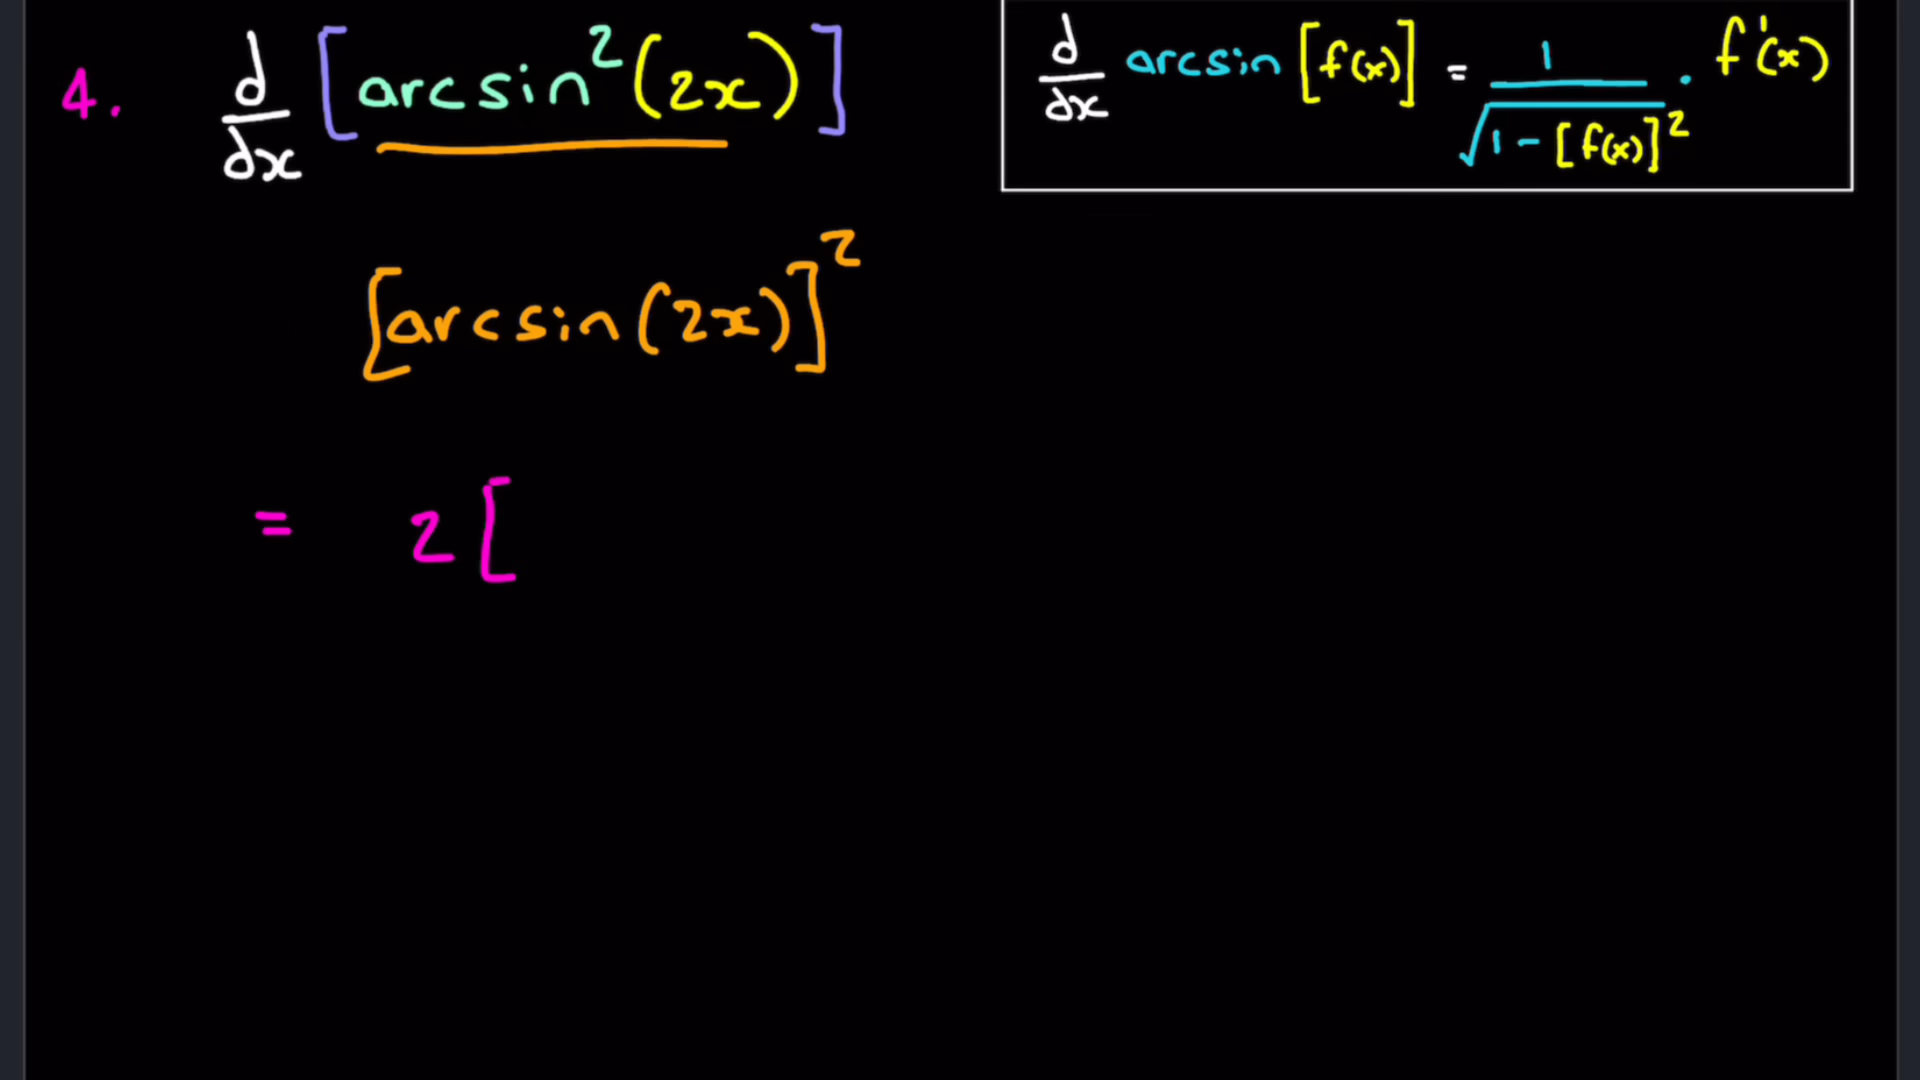 4. d/dx [arcsin²(2x)]
d/dx arcsin [f(x)] = 1/√(1 - [f(x)]²) · f'(x)
[arcsin(2x)]²
= 2[